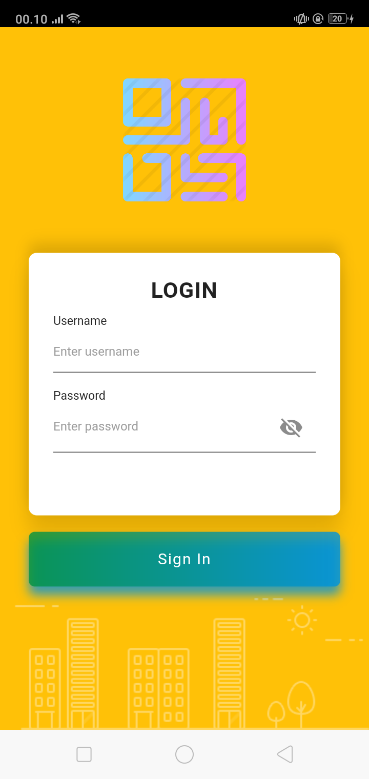 00.10
20
LOGIN
Username
Enter username
Password
Enter password
Sign In